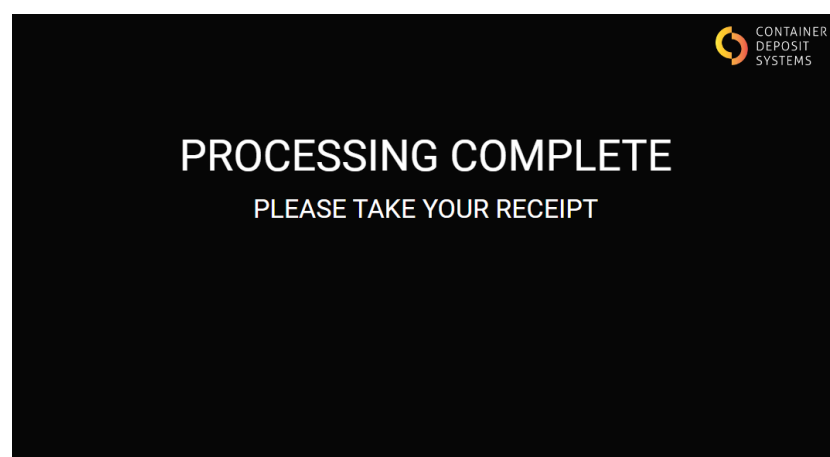 CONTAINER
DEPOSIT
SYSTEMS
PROCESSING COMPLETE
PLEASE TAKE YOUR RECEIPT